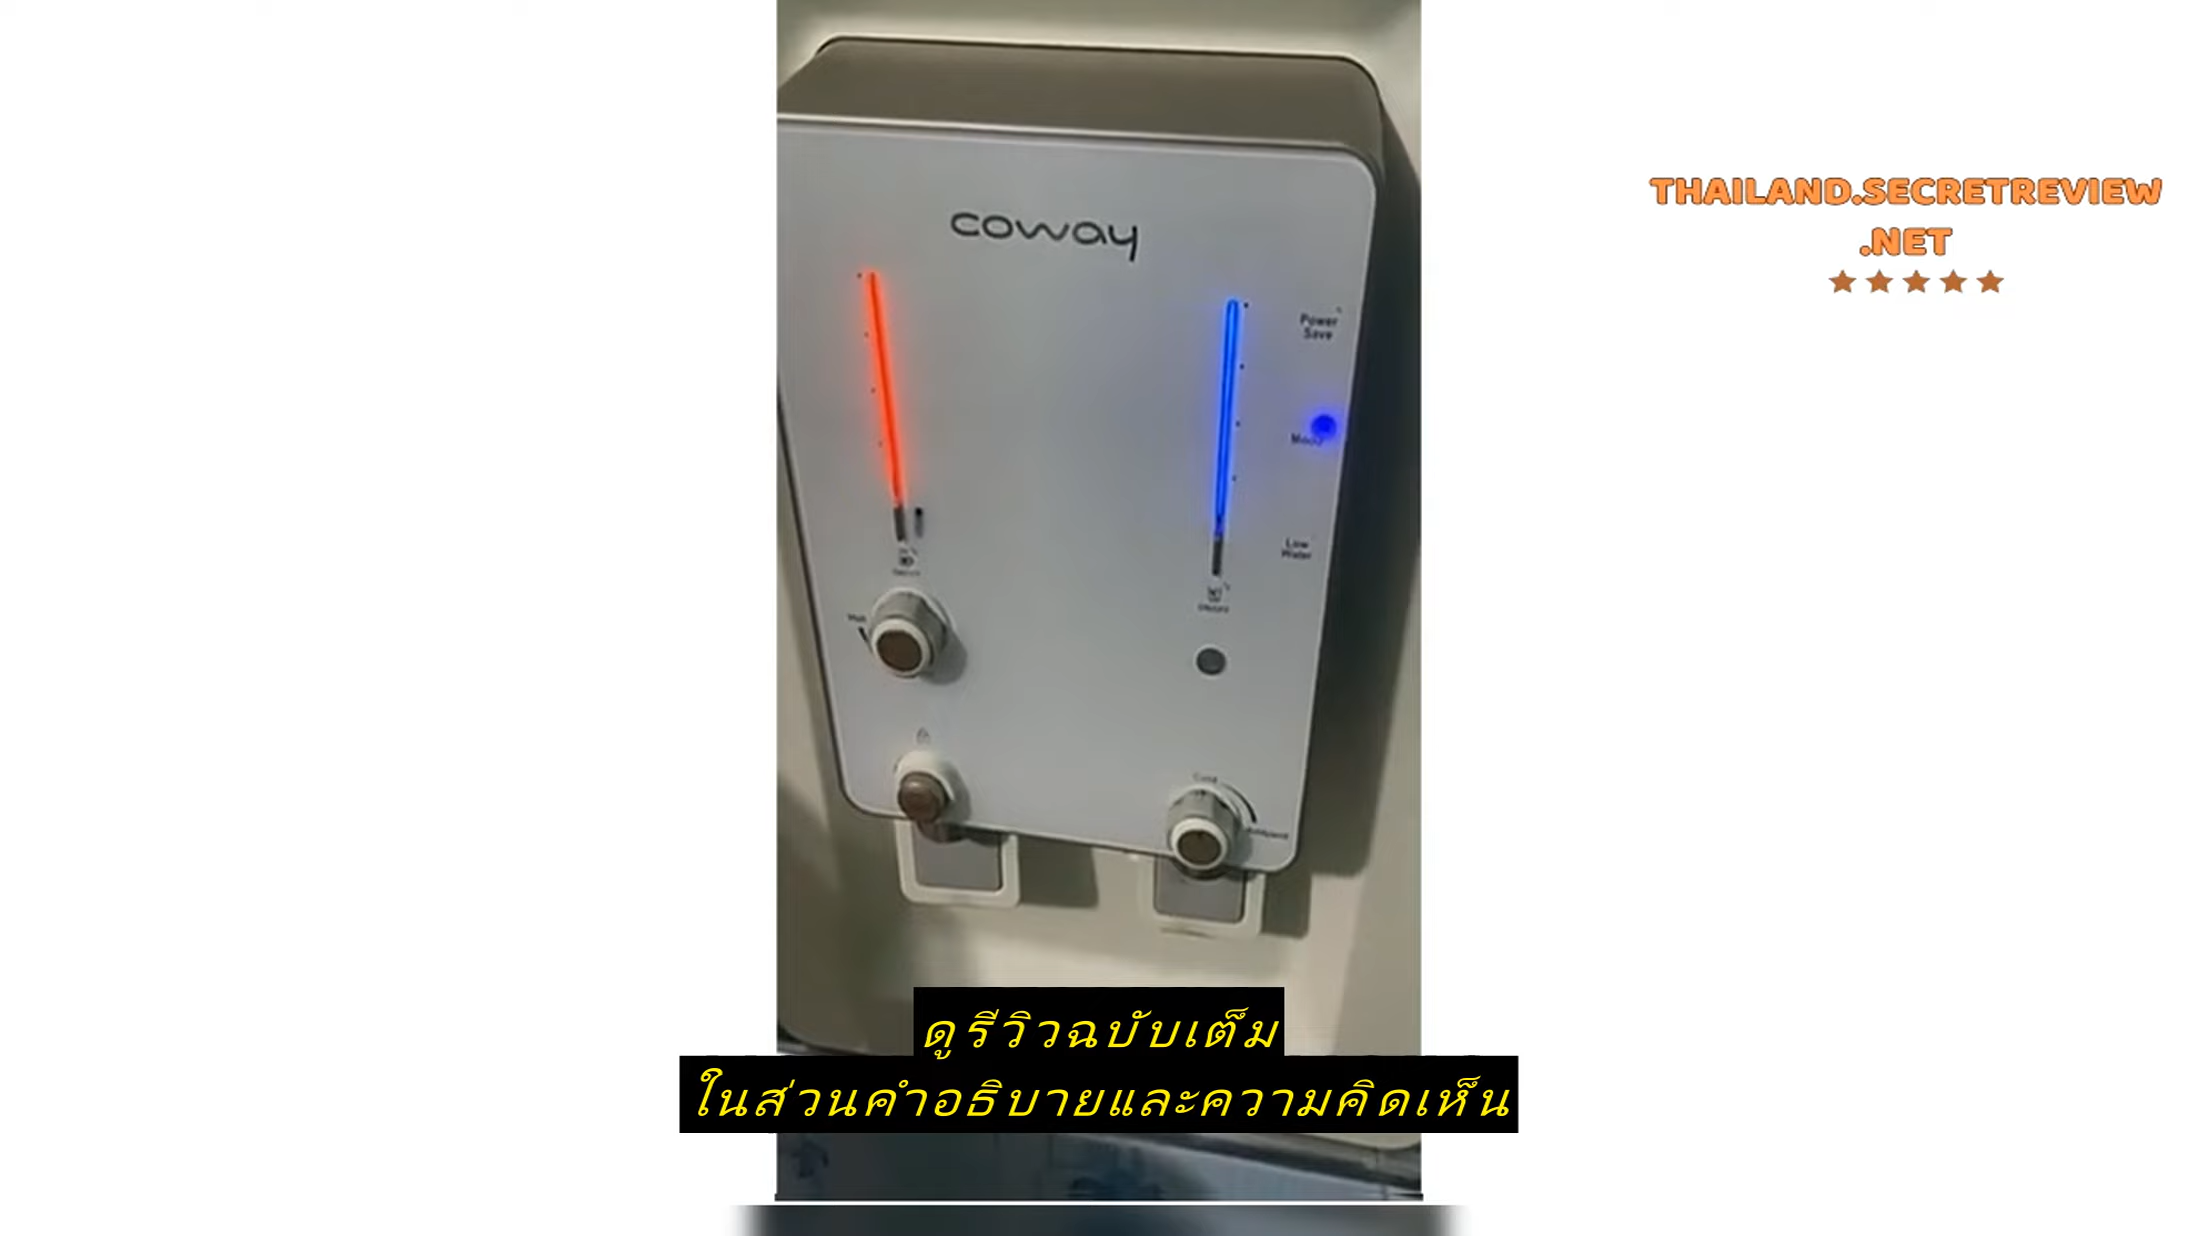 coway
THAILAND.SECRETREVIEW
.NET
Power
Save
Low
Water
ดูรีวิวฉบับเต็ม
ในส่วนคำอธิบายและความคิดเห็น